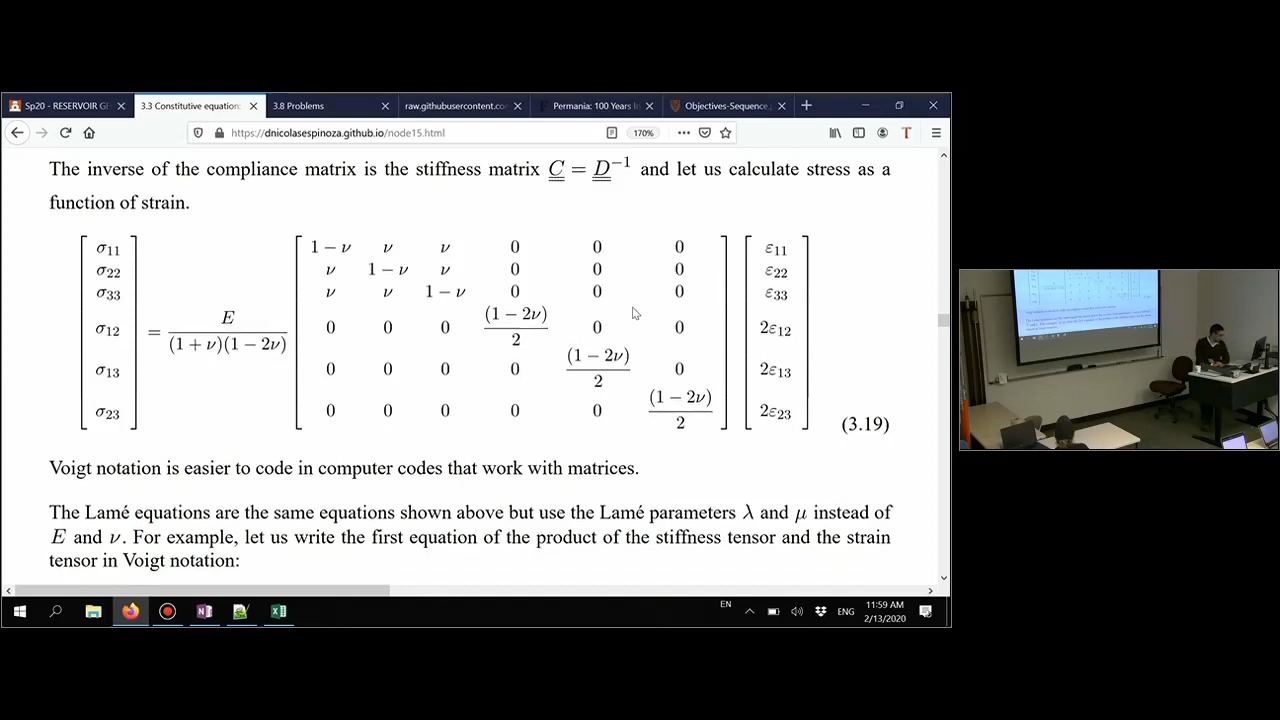 Sp20 - RESERVOIR GE
3.3 Constitutive equation:
3.8 Problems
raw.githubusercontent.co
Permania: 100 Years I
Objectives-Sequence.
https://dnicolasespinoza.github.io/node15.html
170%
The inverse of the compliance matrix is the stiffness matrix C = D⁻¹ and let us calculate stress as a
function of strain.
σ11 1 − ν ν ν 0 0 0 ε11
σ22 ν 1 − ν ν 0 0 0 ε22
σ33 ν ν 1 − ν 0 0 0 ε33
σ12 = E/((1 + ν)(1 − 2ν)) 0 0 0 (1 − 2ν)/2 0 0 2ε12
σ13 0 0 0 0 (1 − 2ν)/2 0 2ε13
σ23 0 0 0 0 0 (1 − 2ν)/2 2ε23
(3.19)
Voigt notation is easier to code in computer codes that work with matrices.
The Lamé equations are the same equations shown above but use the Lamé parameters λ and μ instead of
E and ν. For example, let us write the first equation of the product of the stiffness tensor and the strain
tensor in Voigt notation:
EN
ENG
11:59 AM
2/13/2020